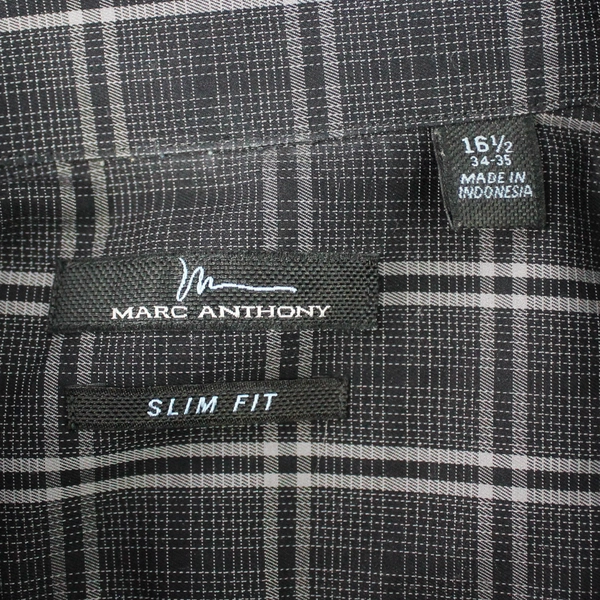 16½
34-35
MADE IN
INDONESIA
MARC ANTHONY
SLIM FIT